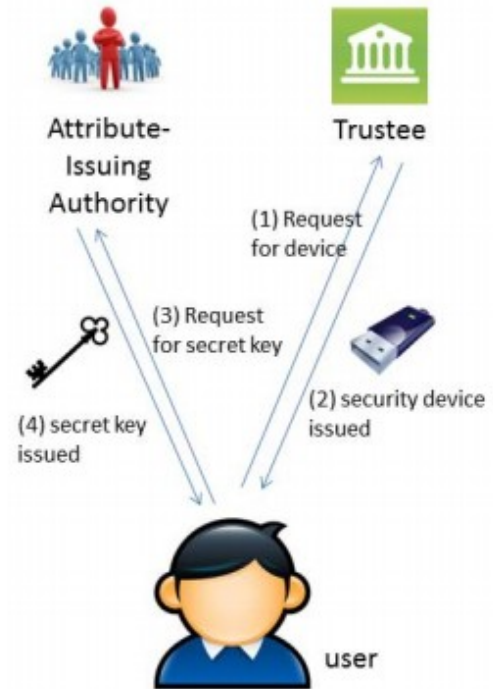 Attribute-
Issuing
Authority
Trustee
(1) Request
for device
(3) Request
for secret key
(2) security device
issued
(4) secret key
issued
user